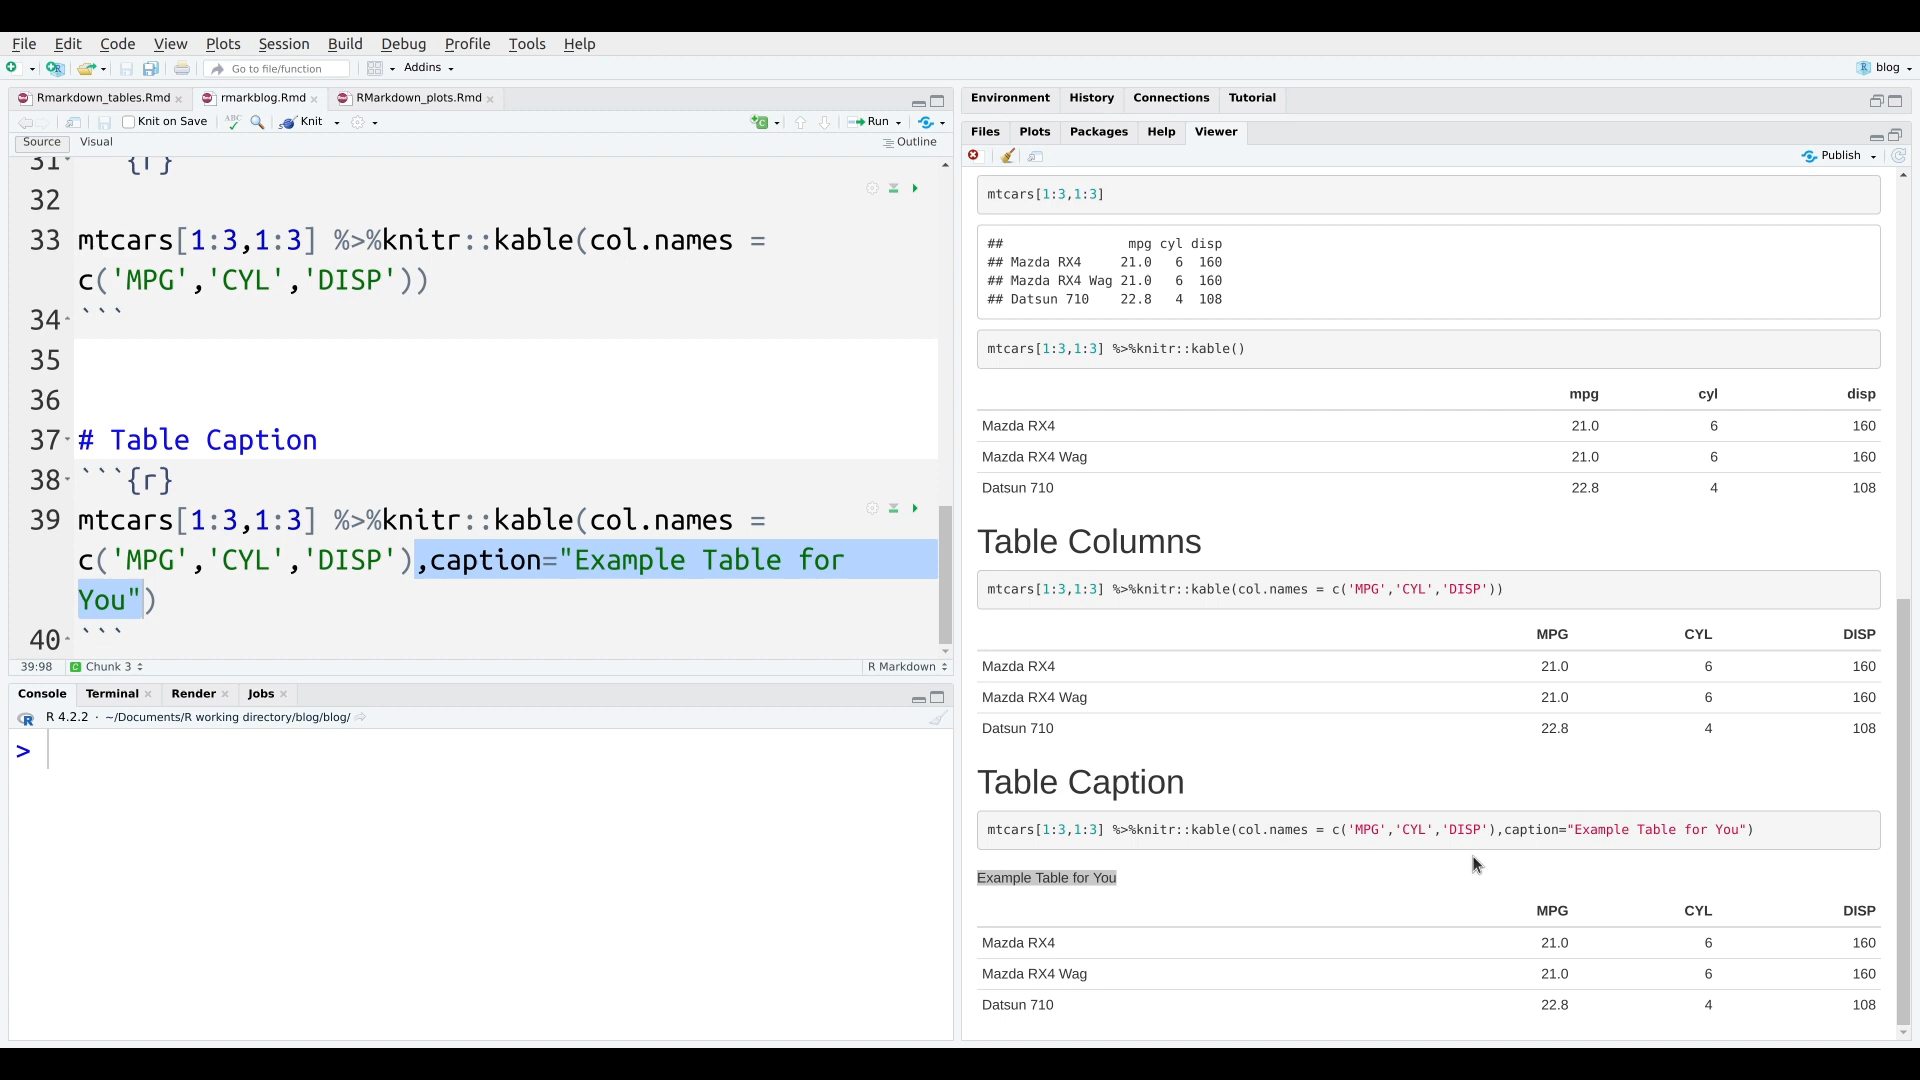 File Edit Code View Plots Session Build Debug Profile Tools Help
Go to file/function Addins blog
Rmarkdown_tables.Rmd rmarkblog.Rmd RMarkdown_plots.Rmd
Knit on Save ABC Knit Run
Source Visual Outline
31 {r}
32
33 mtcars[1:3,1:3] %>%knitr::kable(col.names =
c('MPG','CYL','DISP'))
34 ```
35
36
37 # Table Caption
38 ```{r}
39 mtcars[1:3,1:3] %>%knitr::kable(col.names =
c('MPG','CYL','DISP'),caption="Example Table for
You")
40 ```
39:98 Chunk 3 R Markdown
Console Terminal Render Jobs
R 4.2.2 · ~/Documents/R working directory/blog/blog/
>
Environment History Connections Tutorial
Files Plots Packages Help Viewer
Publish
mtcars[1:3,1:3]
## mpg cyl disp
## Mazda RX4 21.0 6 160
## Mazda RX4 Wag 21.0 6 160
## Datsun 710 22.8 4 108
mtcars[1:3,1:3] %>%knitr::kable()
mpg cyl disp
Mazda RX4 21.0 6 160
Mazda RX4 Wag 21.0 6 160
Datsun 710 22.8 4 108
Table Columns
mtcars[1:3,1:3] %>%knitr::kable(col.names = c('MPG','CYL','DISP'))
MPG CYL DISP
Mazda RX4 21.0 6 160
Mazda RX4 Wag 21.0 6 160
Datsun 710 22.8 4 108
Table Caption
mtcars[1:3,1:3] %>%knitr::kable(col.names = c('MPG','CYL','DISP'),caption="Example Table for You")
Example Table for You
MPG CYL DISP
Mazda RX4 21.0 6 160
Mazda RX4 Wag 21.0 6 160
Datsun 710 22.8 4 108